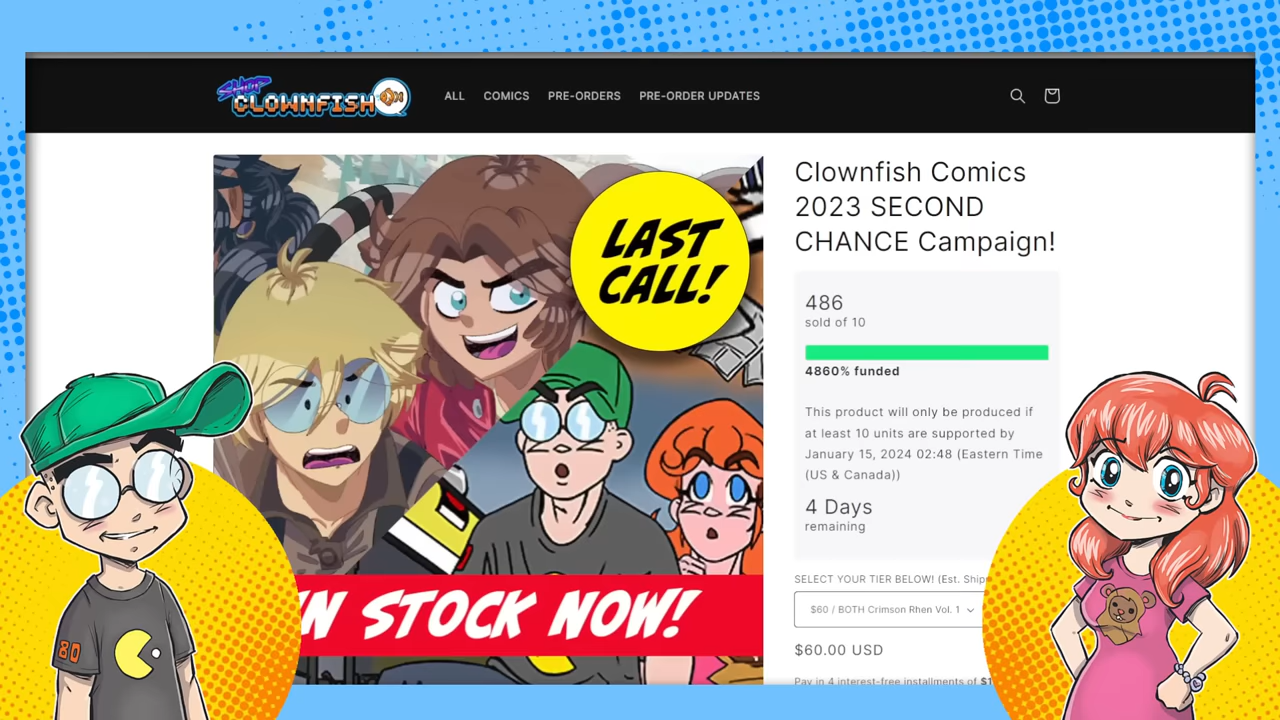 SHOP
CLOWNFISH
ALL
COMICS
PRE-ORDERS
PRE-ORDER UPDATES
LAST
CALL!
IN STOCK NOW!
Clownfish Comics
2023 SECOND
CHANCE Campaign!
486
sold of 10
4860% funded
This product will only be produced if
at least 10 units are supported by
January 15, 2024 02:48 (Eastern Time
(US & Canada))
4 Days
remaining
SELECT YOUR TIER BELOW! (Est. Ship
$60 / BOTH Crimson Rhen Vol. 1
$60.00 USD
Pay in 4 interest-free installments of $1
80